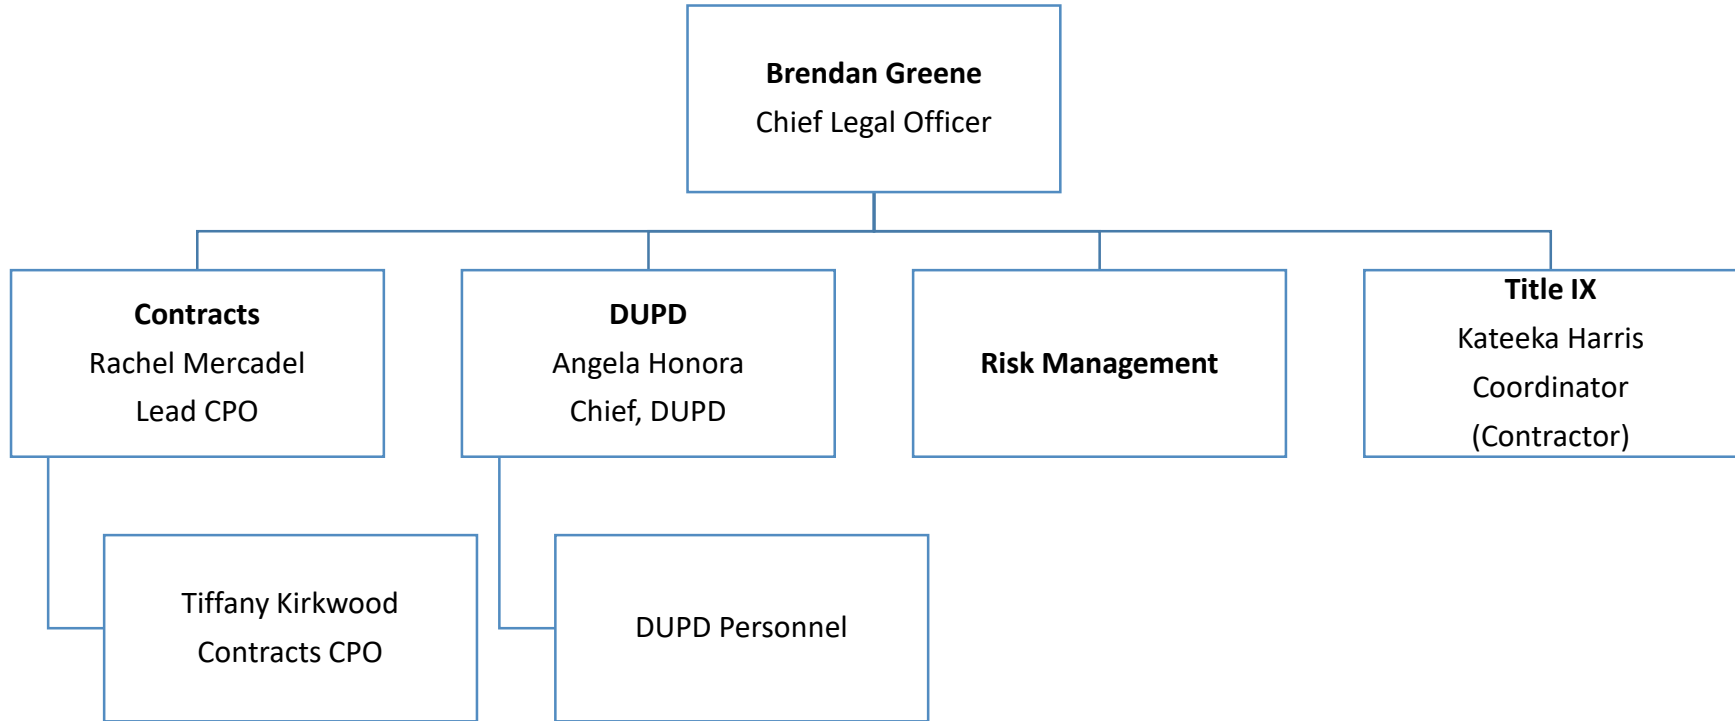 Brendan Greene
Chief Legal Officer
Contracts
Rachel Mercadel
Lead CPO
DUPD
Angela Honora
Chief, DUPD
Risk Management
Title IX
Kateeka Harris
Coordinator
(Contractor)
Tiffany Kirkwood
Contracts CPO
DUPD Personnel